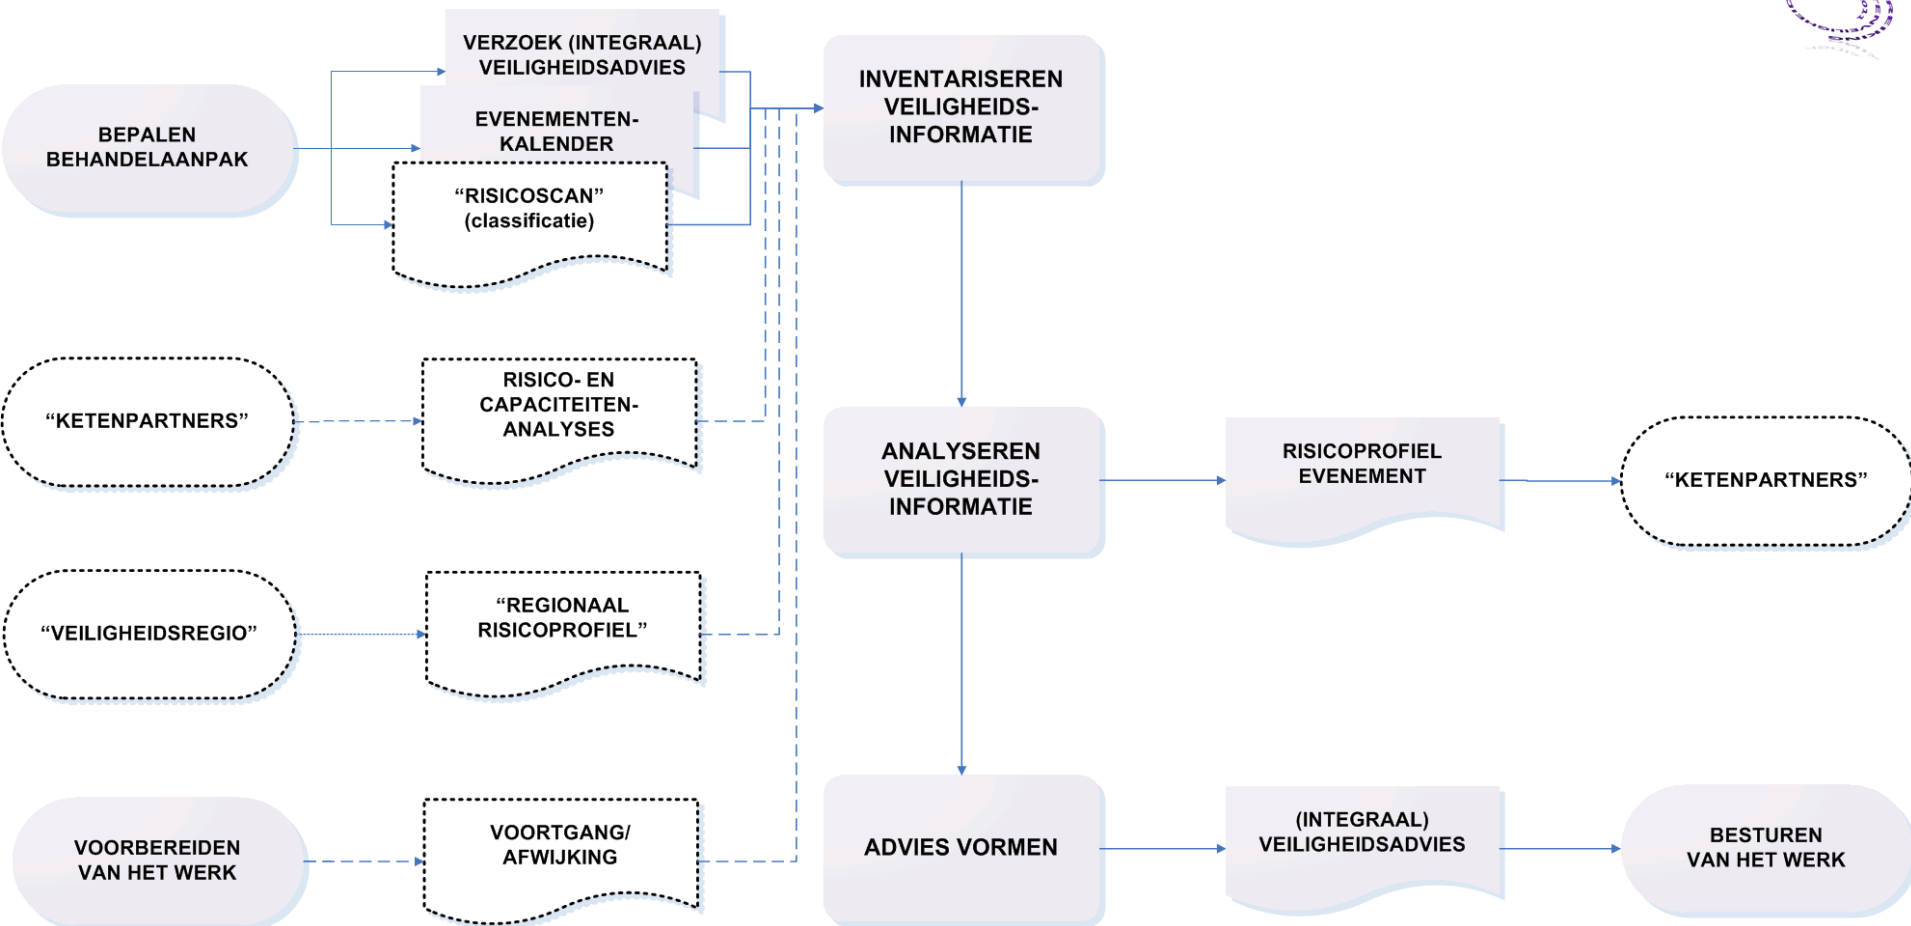 BEPALEN
BEHANDELAANPAK
VERZOEK (INTEGRAAL)
VEILIGHEIDSADVIES
EVENEMENTEN-
KALENDER
“RISICOSCAN”
(classificatie)
INVENTARISEREN
VEILIGHEIDS-
INFORMATIE
“KETENPARTNERS”
RISICO- EN
CAPACITEITEN-
ANALYSES
ANALYSEREN
VEILIGHEIDS-
INFORMATIE
RISICOPROFIEL
EVENEMENT
“KETENPARTNERS”
“VEILIGHEIDSREGIO”
“REGIONAAL
RISICOPROFIEL”
VOORBEREIDEN
VAN HET WERK
VOORTGANG/
AFWIJKING
ADVIES VORMEN
(INTEGRAAL)
VEILIGHEIDSADVIES
BESTUREN
VAN HET WERK